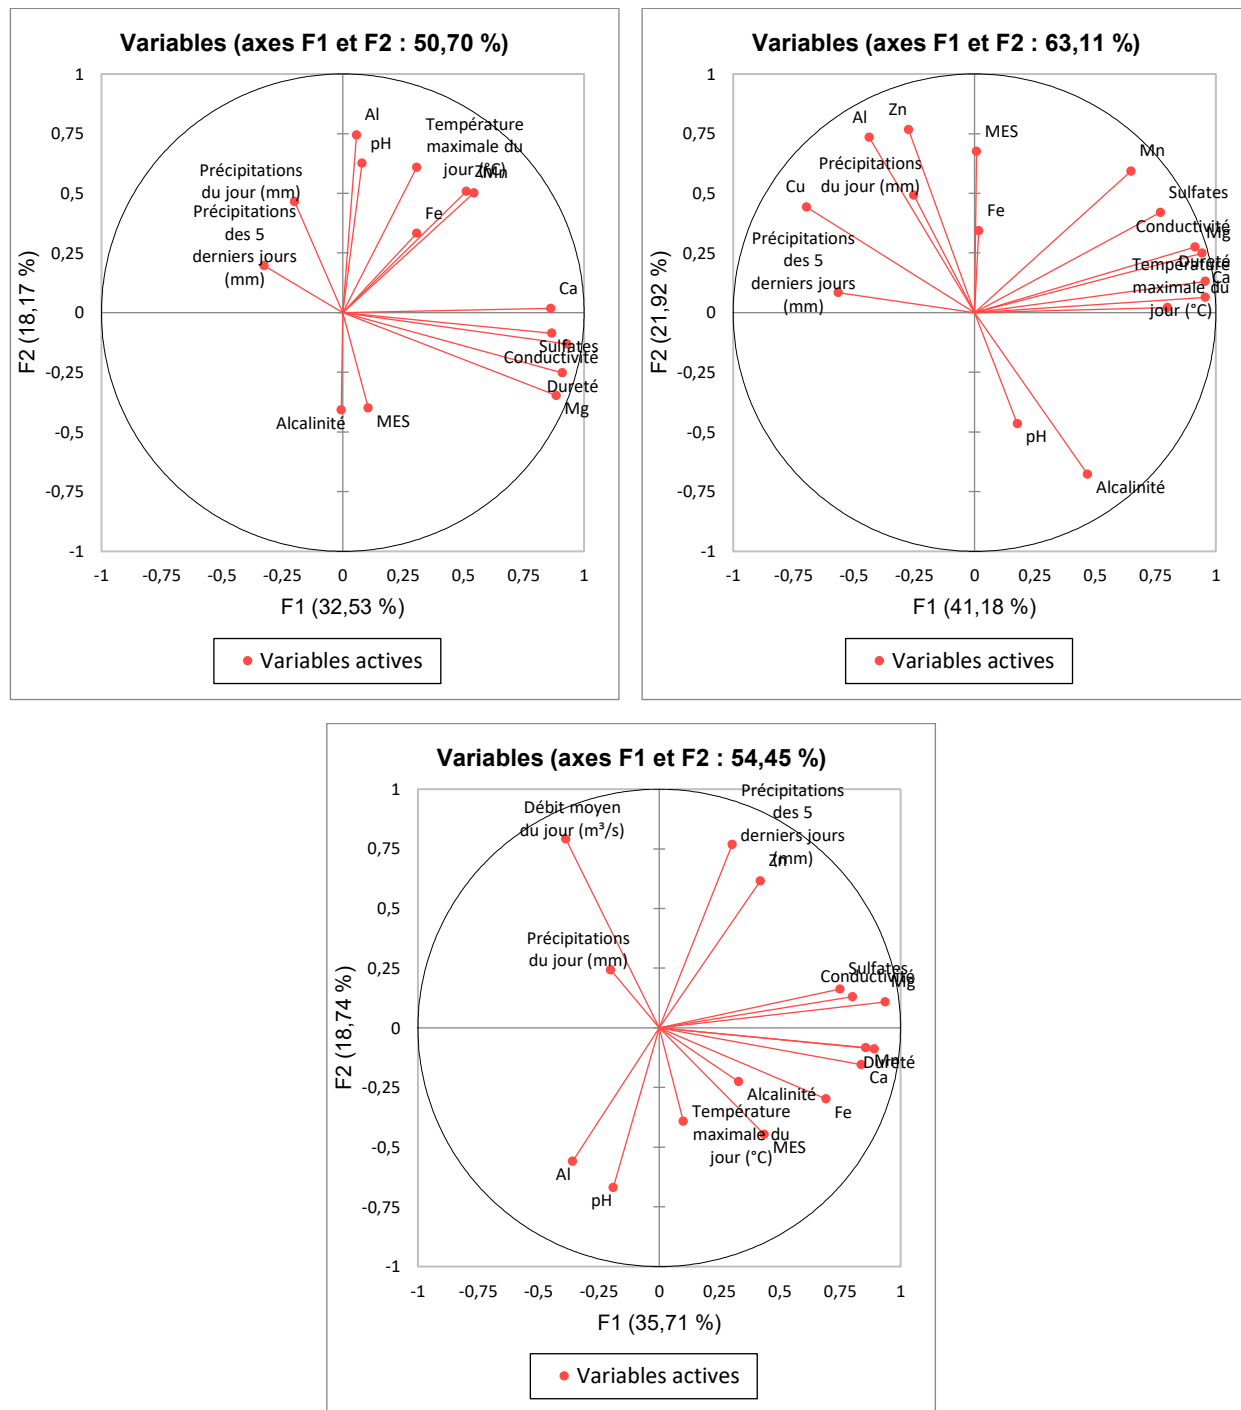 Variables (axes F1 et F2 : 50,70 %)
1
0,75
0,5
0,25
0
-0,25
-0,5
-0,75
-1
F2 (18,17 %)
Al
pH
Température
maximale du
jour (°C)
Zn
Mn
Précipitations
du jour (mm)
Précipitations
des 5
derniers jours
(mm)
Fe
Ca
Sulfates
Conductivité
Dureté
Mg
Alcalinité
MES
-1
-0,75
-0,5
-0,25
0
0,25
0,5
0,75
1
F1 (32,53 %)
Variables actives
Variables (axes F1 et F2 : 63,11 %)
1
0,75
0,5
0,25
0
-0,25
-0,5
-0,75
-1
F2 (21,92 %)
Al
Zn
MES
Mn
Précipitations
du jour (mm)
Cu
Sulfates
Fe
Conductivité
Mg
Précipitations
des 5
derniers jours
(mm)
Dureté
Température
maximale du
jour (°C)
Ca
pH
Alcalinité
-1
-0,75
-0,5
-0,25
0
0,25
0,5
0,75
1
F1 (41,18 %)
Variables actives
Variables (axes F1 et F2 : 54,45 %)
1
0,75
0,5
0,25
0
-0,25
-0,5
-0,75
-1
F2 (18,74 %)
Débit moyen
du jour (m³/s)
Précipitations
des 5
derniers jours
(mm)
Zn
Précipitations
du jour (mm)
Sulfates
Conductivité
Mg
Mn
Dureté
Ca
Alcalinité
Fe
Température
maximale du
jour (°C)
MES
Al
pH
-1
-0,75
-0,5
-0,25
0
0,25
0,5
0,75
1
F1 (35,71 %)
Variables actives